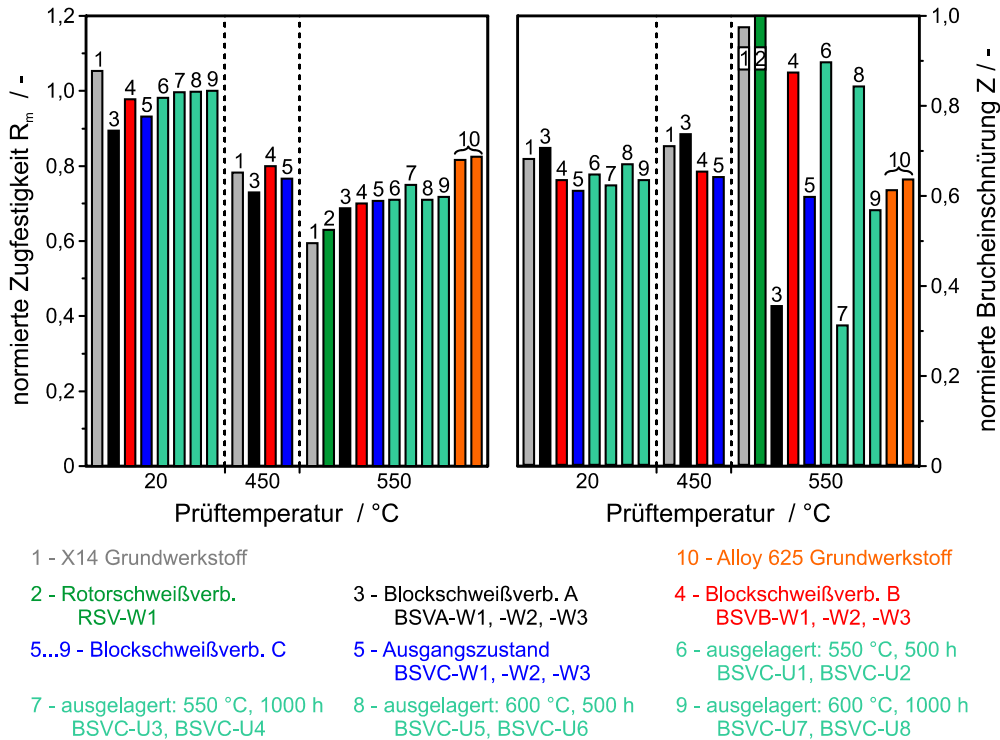 normierte Zugfestigkeit Rm / -
1,2
1,0
0,8
0,6
0,4
0,2
0
1 3 4 5 6 7 8 9
1 3 4 5
1 2 3 4 5 6 7 8 9 10
20 450 550
Prüftemperatur / °C
1 3 4 5 6 7 8 9
1 3 4 5
1 2 3 4 5 6 7 8 9 10
20 450 550
Prüftemperatur / °C
1,0
0,8
0,6
0,4
0,2
0
normierte Brucheinschnürung Z / -
1 - X14 Grundwerkstoff
10 - Alloy 625 Grundwerkstoff
2 - Rotorschweißverb.
RSV-W1
3 - Blockschweißverb. A
BSVA-W1, -W2, -W3
4 - Blockschweißverb. B
BSVB-W1, -W2, -W3
5...9 - Blockschweißverb. C
5 - Ausgangszustand
BSVC-W1, -W2, -W3
6 - ausgelagert: 550 °C, 500 h
BSVC-U1, BSVC-U2
7 - ausgelagert: 550 °C, 1000 h
BSVC-U3, BSVC-U4
8 - ausgelagert: 600 °C, 500 h
BSVC-U5, BSVC-U6
9 - ausgelagert: 600 °C, 1000 h
BSVC-U7, BSVC-U8